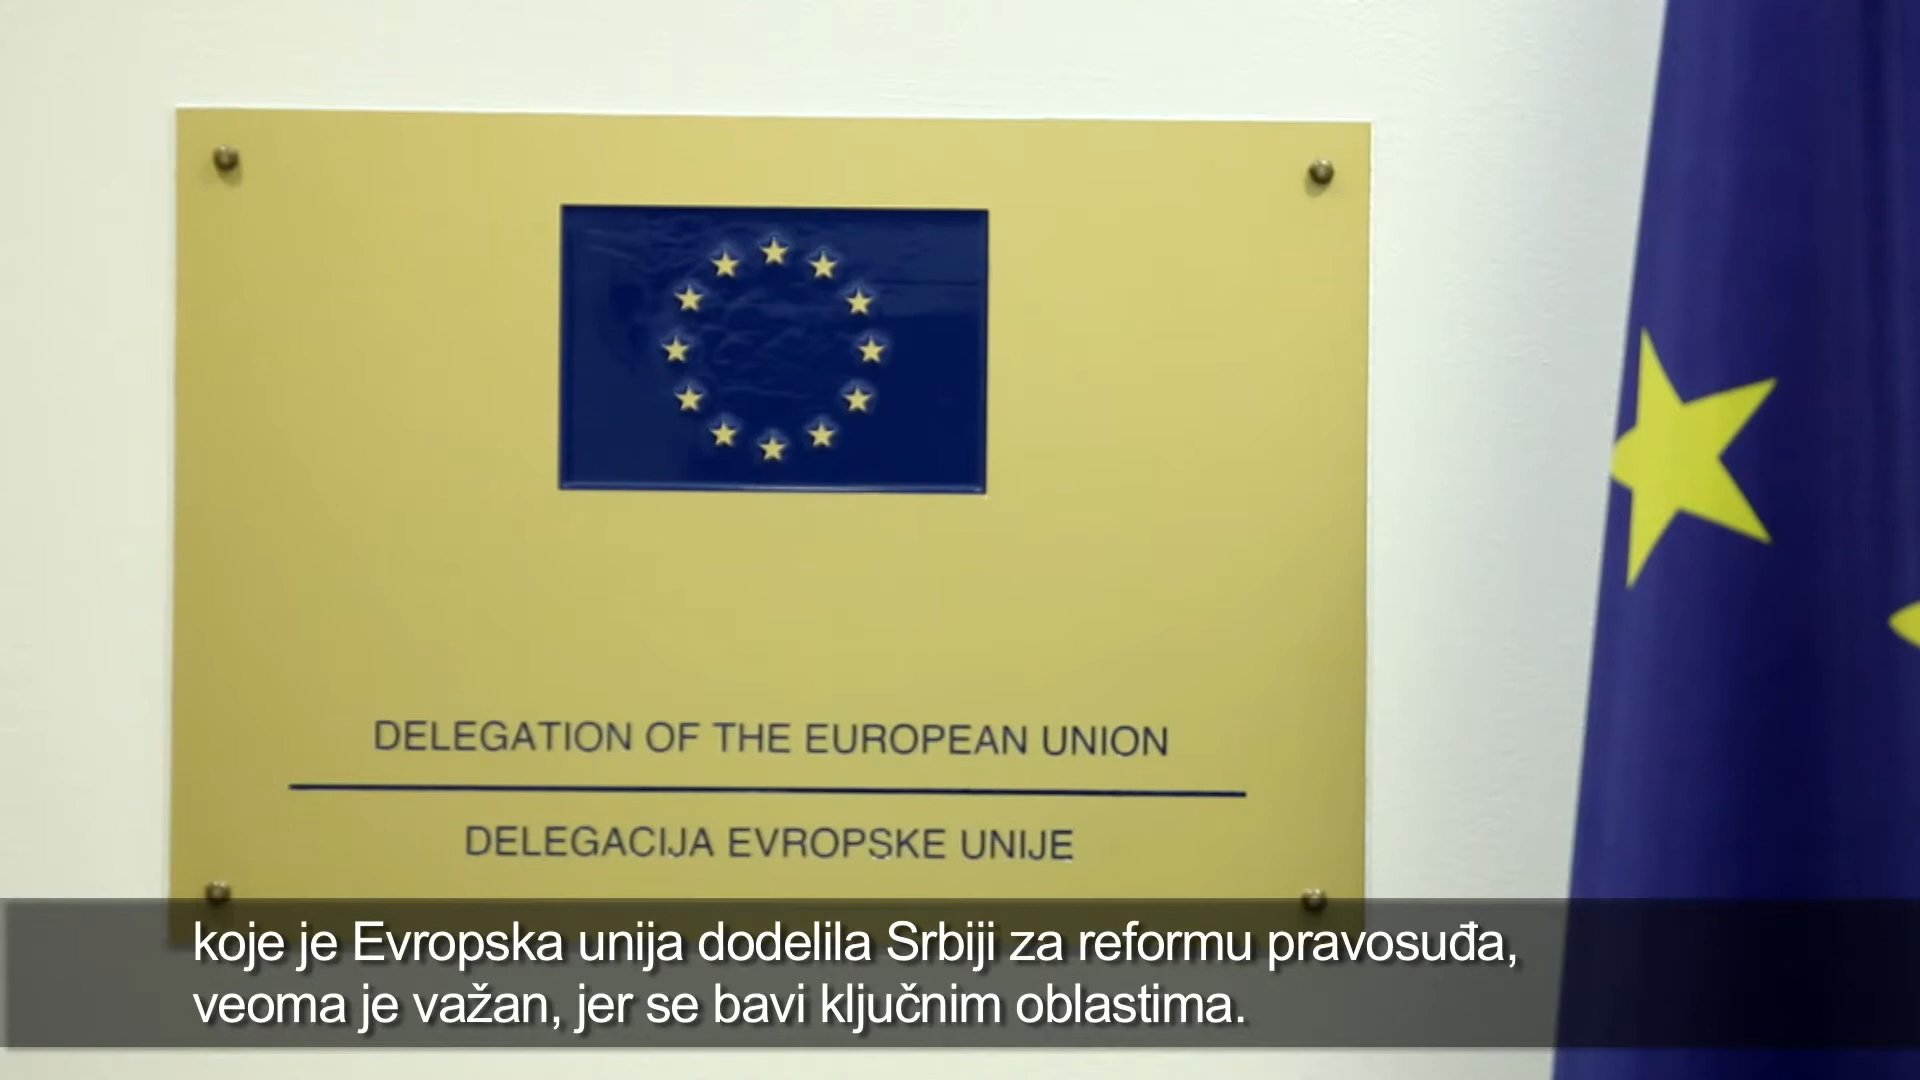 DELEGATION OF THE EUROPEAN UNION
DELEGACIJA EVROPSKE UNIJE
koje je Evropska unija dodelila Srbiji za reformu pravosuđa,
veoma je važan, jer se bavi ključnim oblastima.